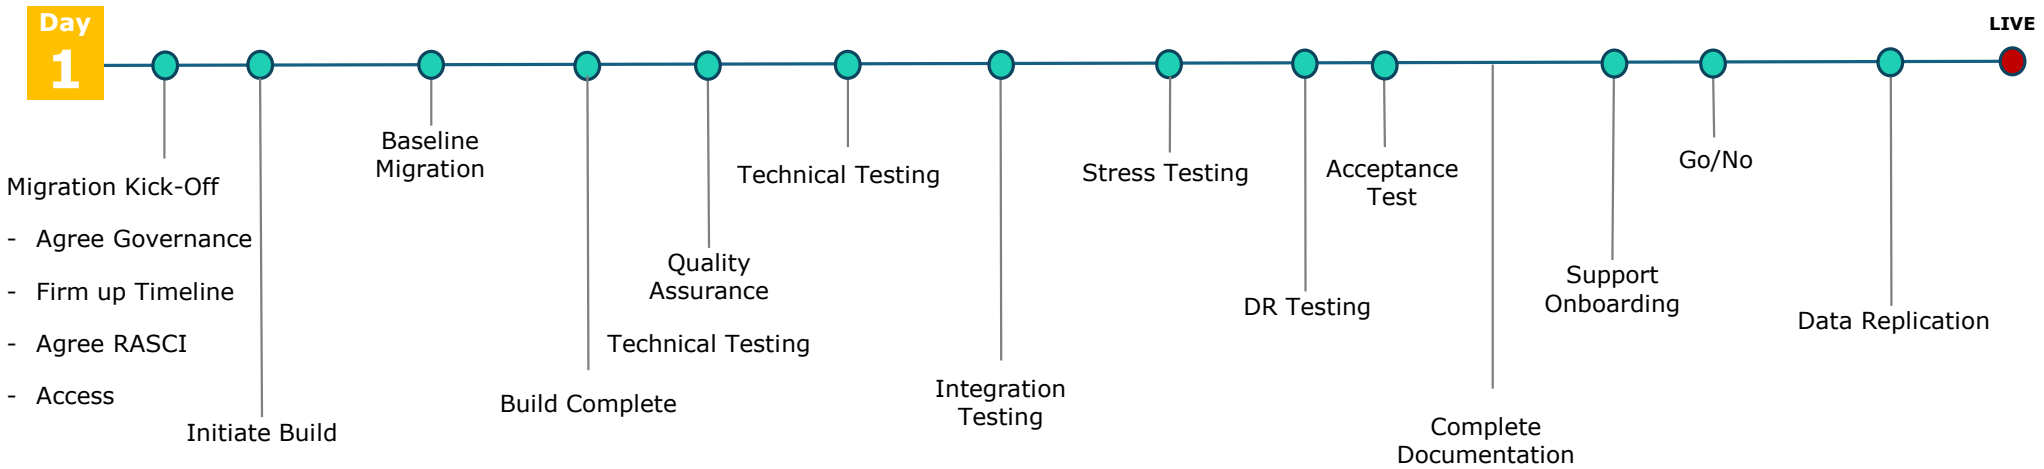 Day
1
LIVE
Migration Kick-Off
- Agree Governance
- Firm up Timeline
- Agree RASCI
- Access
Initiate Build
Baseline
Migration
Build Complete
Quality
Assurance
Technical Testing
Technical Testing
Integration
Testing
Stress Testing
DR Testing
Acceptance
Test
Complete
Documentation
Support
Onboarding
Go/No
Data Replication